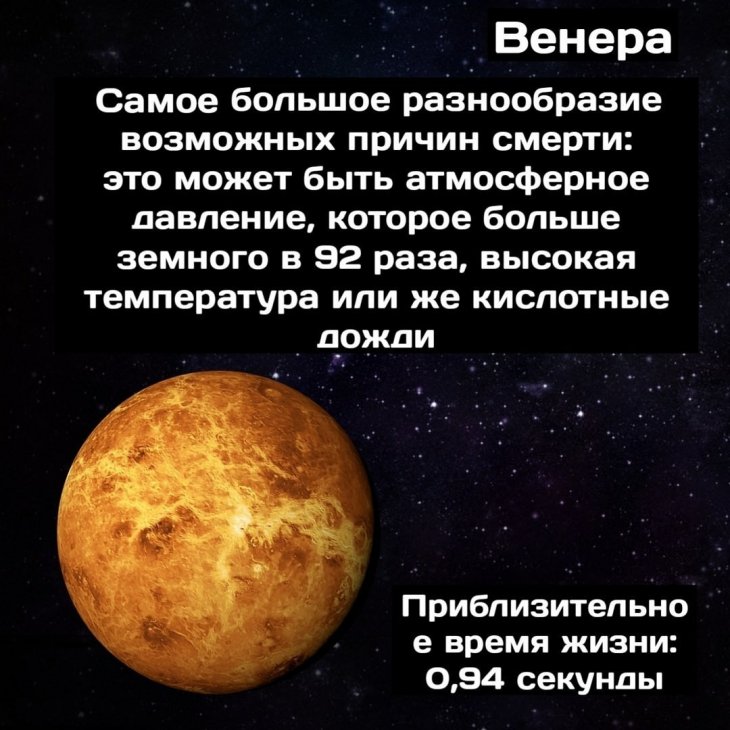 Венера
Самое большое разнообразие
возможных причин смерти:
это может быть атмосферное
давление, которое больше
земного в 92 раза, высокая
температура или же кислотные
дожди
Приблизительно
е время жизни:
0,94 секунды